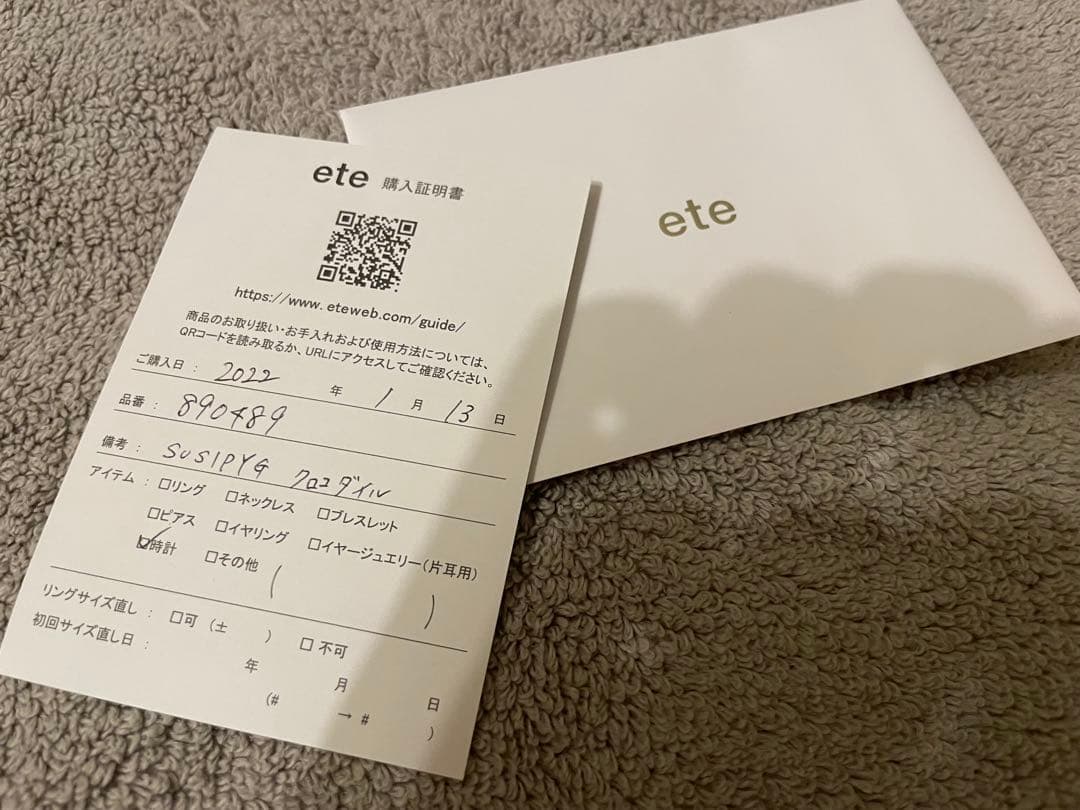 ete 購入証明書
https://www.eteweb.com/guide/
商品のお取り扱い・お手入れおよび使用方法については、
QRコードを読み取るか、URLにアクセスしてご確認ください。
ご購入日： 2022 年 1 月 13 日
品番： 890489
備考： SUSIPYG クロコダイル
アイテム： □リング □ネックレス □ブレスレット
□ピアス □イヤリング □イヤージュエリー(片耳用)
☑時計 □その他 ( )
リングサイズ直し： □可 (± ) □ 不可
初回サイズ直し日： 年 月 日
(# → # )
ete